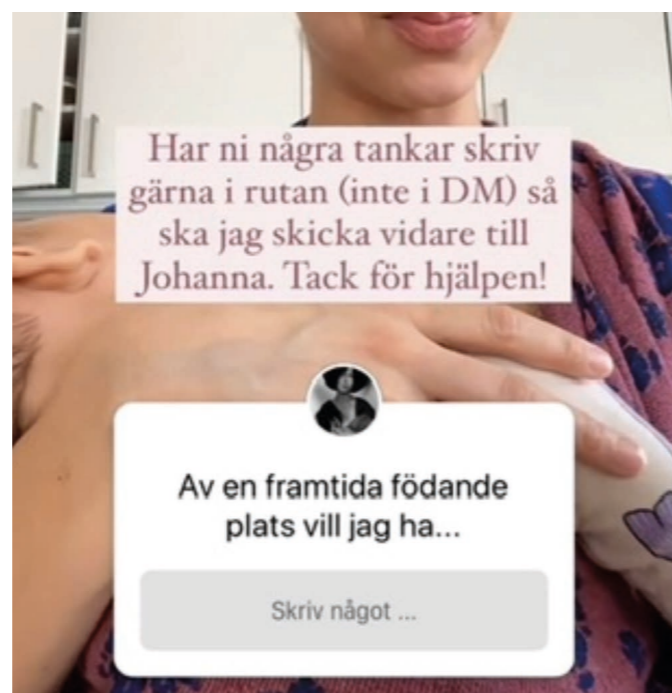 Har ni några tankar skriv
gärna i rutan (inte i DM) så
ska jag skicka vidare till
Johanna. Tack för hjälpen!
Av en framtida födande
plats vill jag ha...
Skriv något ...